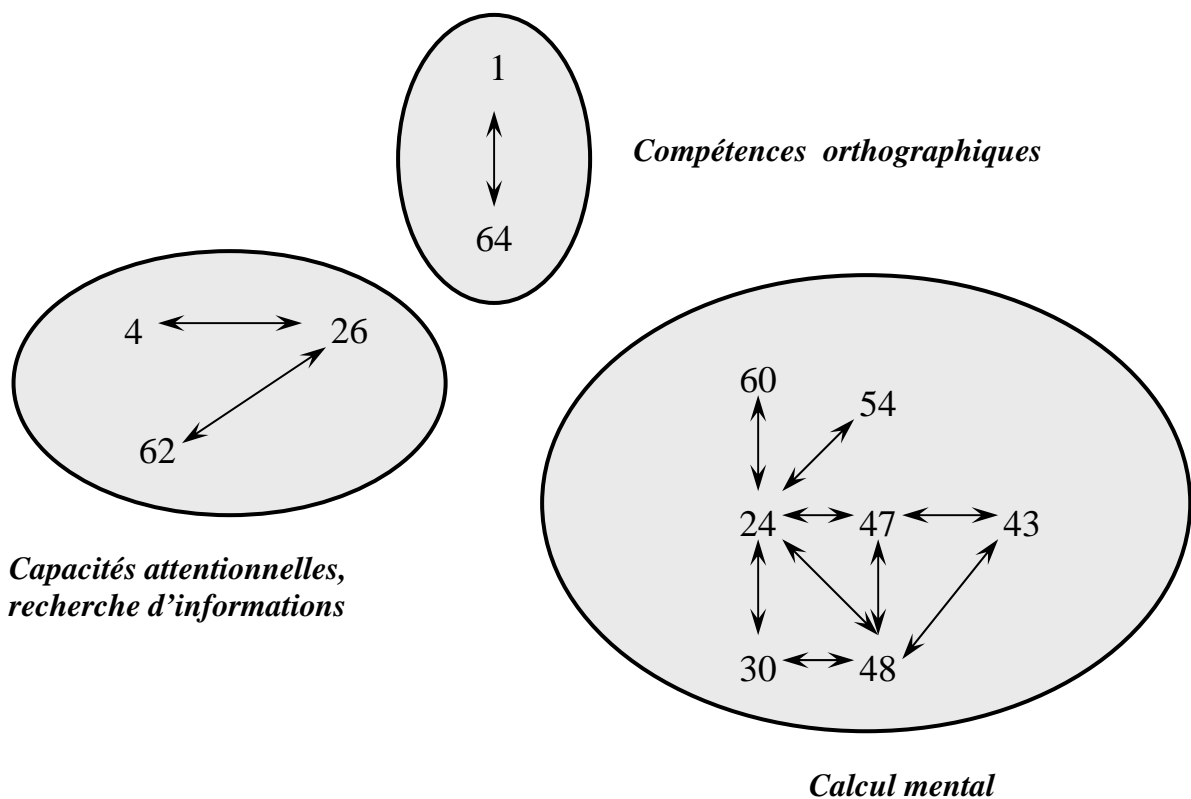 1
Compétences orthographiques
64
4 26
62
Capacités attentionnelles,
recherche d'informations
60
54
24 47 43
30 48
Calcul mental